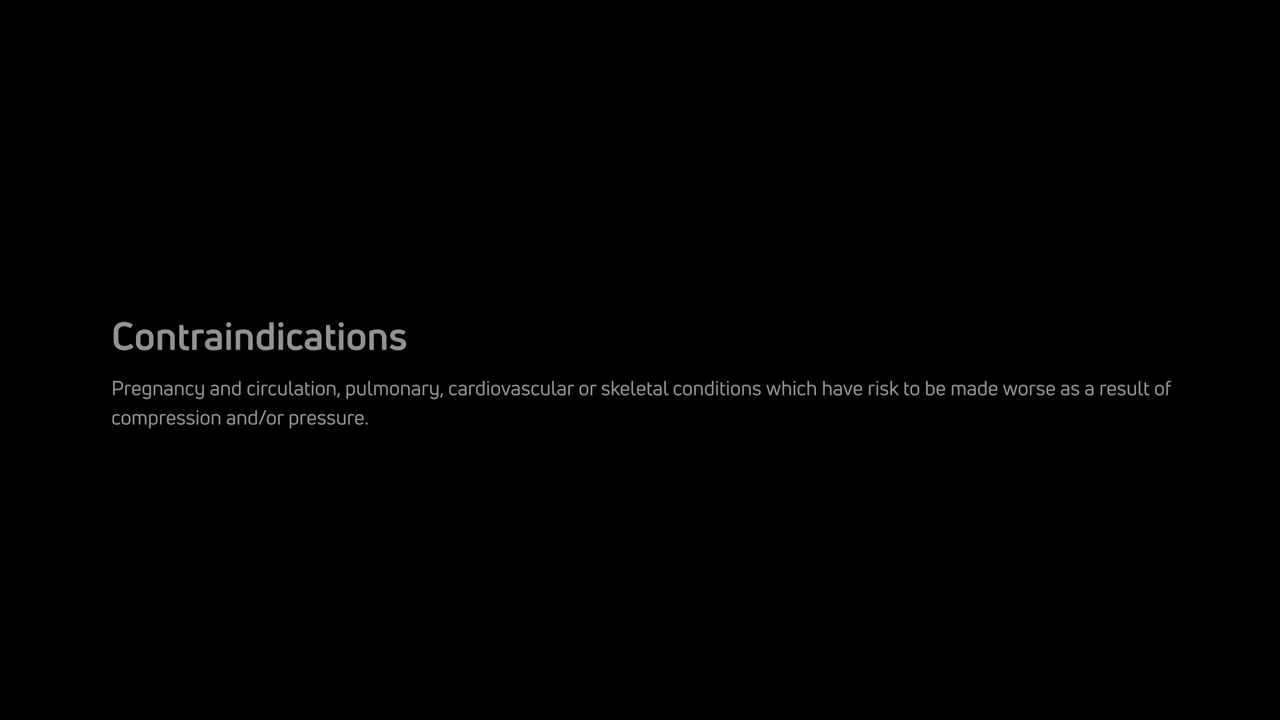 Contraindications
Pregnancy and circulation, pulmonary, cardiovascular or skeletal conditions which have risk to be made worse as a result of
compression and/or pressure.